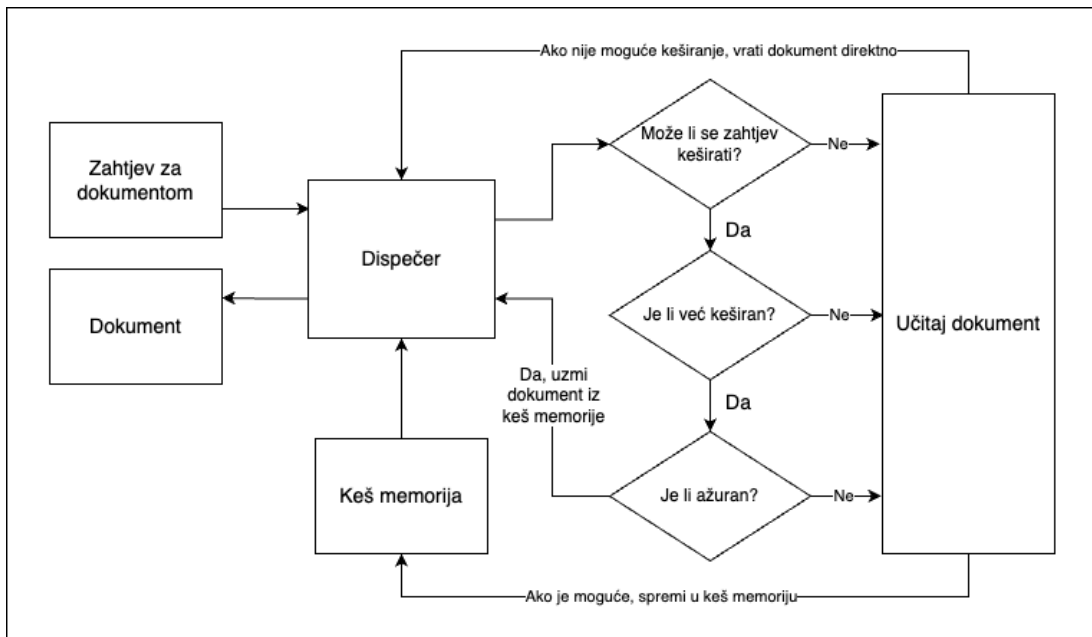 Ako nije moguće keširanje, vrati dokument direktno
Zahtjev za
dokumentom
Može li se zahtjev
keširati?
Ne
Da
Dispečer
Dokument
Je li već keširan?
Ne
Učitaj dokument
Da, uzmi
dokument iz
keš memorije
Da
Keš memorija
Je li ažuran?
Ne
Ako je moguće, spremi u keš memoriju